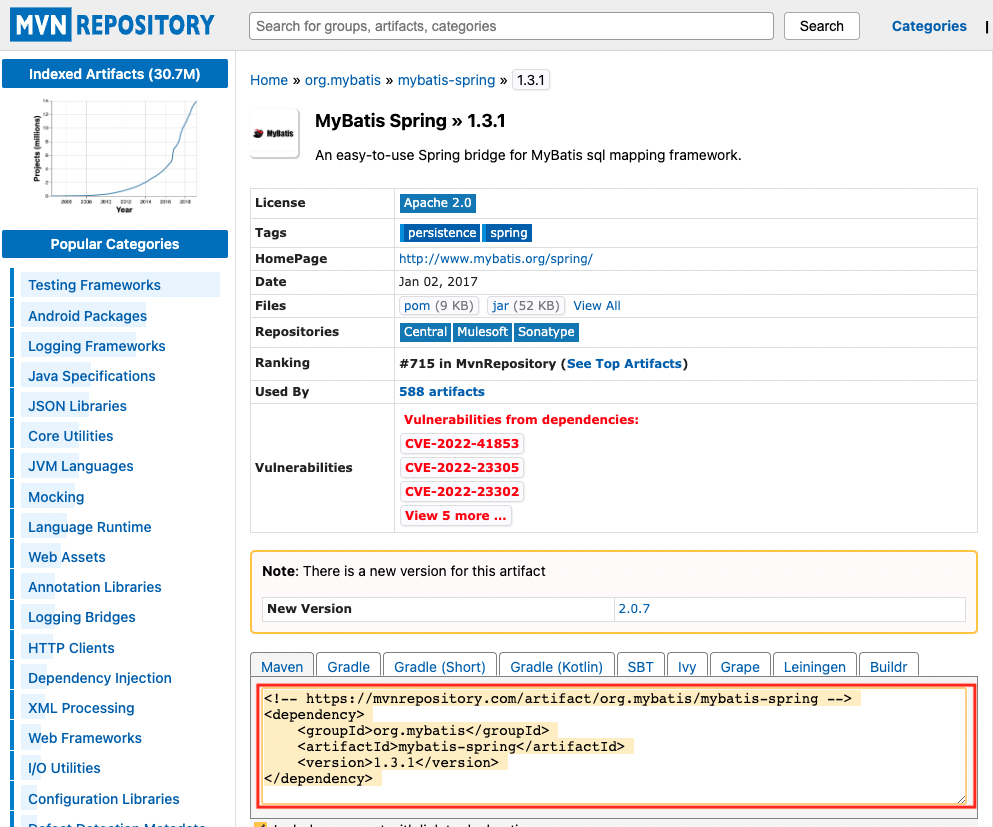 MVN REPOSITORY
Search for groups, artifacts, categories
Search
Categories
Indexed Artifacts (30.7M)
Projects (millions)
Year
Popular Categories
Testing Frameworks
Android Packages
Logging Frameworks
Java Specifications
JSON Libraries
Core Utilities
JVM Languages
Mocking
Language Runtime
Web Assets
Annotation Libraries
Logging Bridges
HTTP Clients
Dependency Injection
XML Processing
Web Frameworks
I/O Utilities
Configuration Libraries
Home » org.mybatis » mybatis-spring » 1.3.1
MyBatis
MyBatis Spring » 1.3.1
An easy-to-use Spring bridge for MyBatis sql mapping framework.
License Apache 2.0
Tags persistence spring
HomePage http://www.mybatis.org/spring/
Date Jan 02, 2017
Files pom (9 KB) jar (52 KB) View All
Repositories Central Mulesoft Sonatype
Ranking #715 in MvnRepository (See Top Artifacts)
Used By 588 artifacts
Vulnerabilities Vulnerabilities from dependencies:
CVE-2022-41853
CVE-2022-23305
CVE-2022-23302
View 5 more ...
Note: There is a new version for this artifact
New Version 2.0.7
Maven Gradle Gradle (Short) Gradle (Kotlin) SBT Ivy Grape Leiningen Buildr
<!-- https://mvnrepository.com/artifact/org.mybatis/mybatis-spring -->
<dependency>
    <groupId>org.mybatis</groupId>
    <artifactId>mybatis-spring</artifactId>
    <version>1.3.1</version>
</dependency>